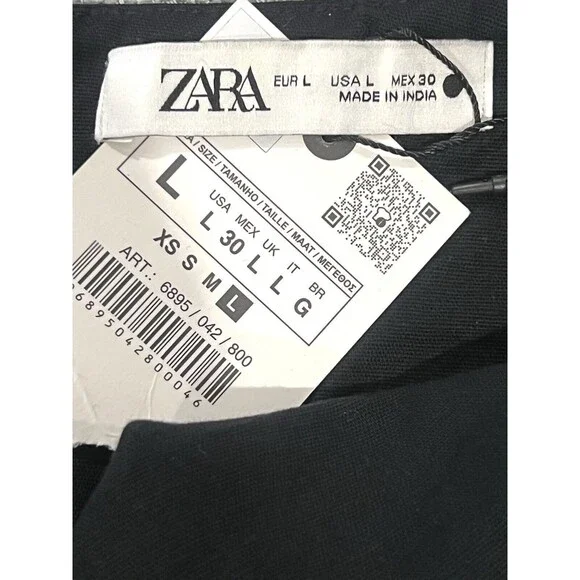 ZARA
EUR L USA L MEX 30
MADE IN INDIA
/SIZE/TAMANHO/TAILLE/MAAT/ΜΕΓΕΘΟΣ
L
USA MEX UK IT BR
L 30 L L G
XS S M L
ART.: 6895/042/800
6895042800046